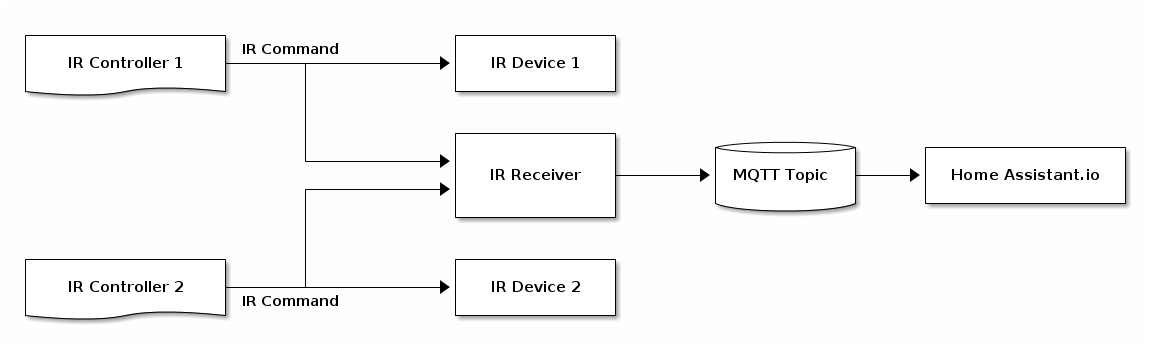 IR Controller 1
IR Command
IR Device 1
IR Receiver
MQTT Topic
Home Assistant.io
IR Controller 2
IR Command
IR Device 2